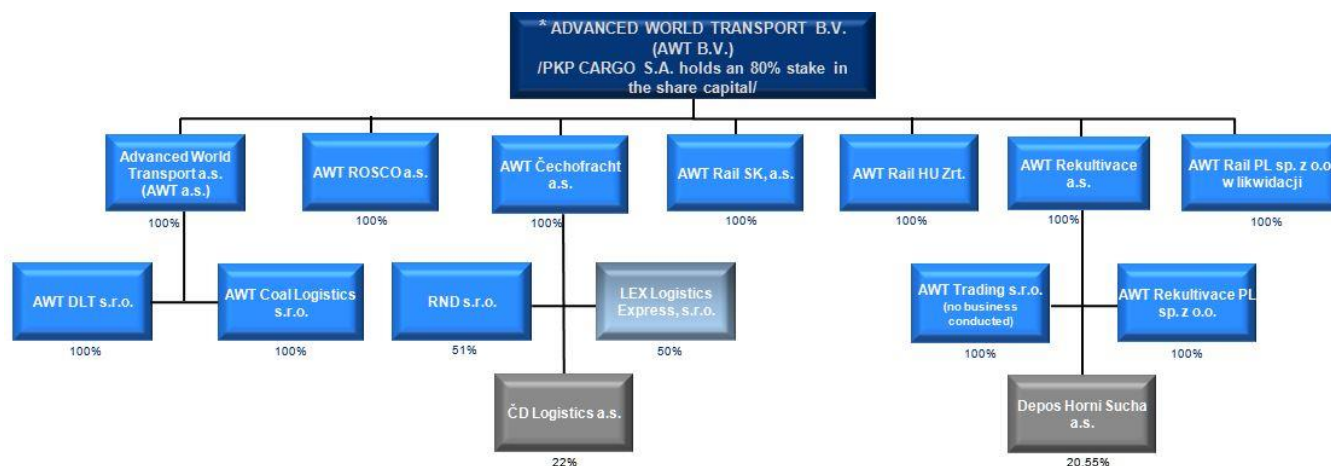 * ADVANCED WORLD TRANSPORT B.V.
(AWT B.V.)
/PKP CARGO S.A. holds an 80% stake in
the share capital/
Advanced World
Transport a.s.
(AWT a.s.)
100%
AWT ROSCO a.s.
100%
AWT Čechofracht
a.s.
100%
AWT Rail SK, a.s.
100%
AWT Rail HU Zrt.
100%
AWT Rekultivace
a.s.
100%
AWT Rail PL sp. z o.o.
w likwidacji
100%
AWT DLT s.r.o.
100%
AWT Coal Logistics
s.r.o.
100%
RND s.r.o.
51%
LEX Logistics
Express, s.r.o.
50%
AWT Trading s.r.o.
(no business
conducted)
100%
AWT Rekultivace PL
sp. z o.o.
100%
ČD Logistics a.s.
22%
Depos Horni Sucha
a.s.
20,55%